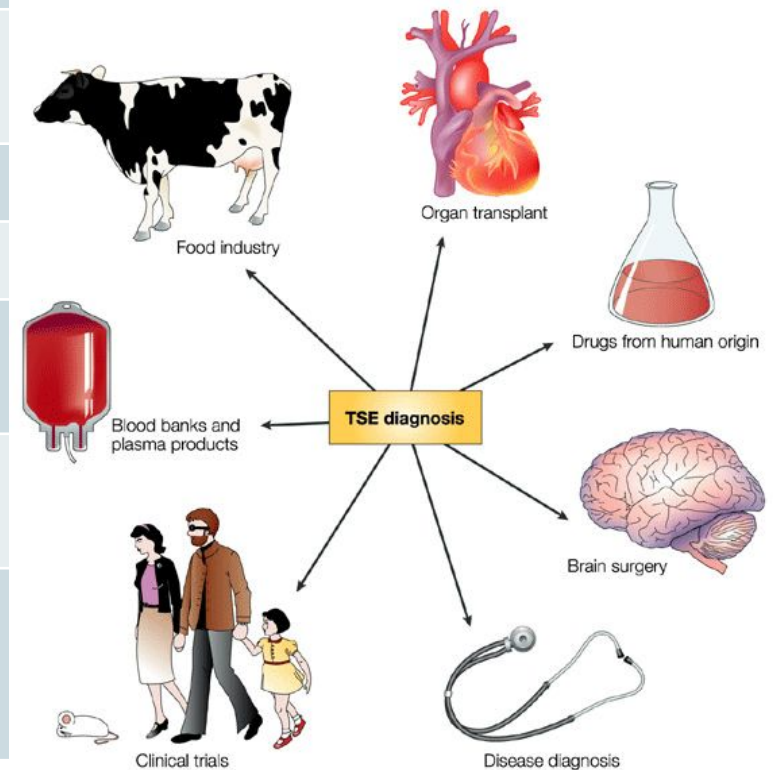 Organ transplant
Food industry
Drugs from human origin
TSE diagnosis
Blood banks and
plasma products
Brain surgery
Clinical trials
Disease diagnosis